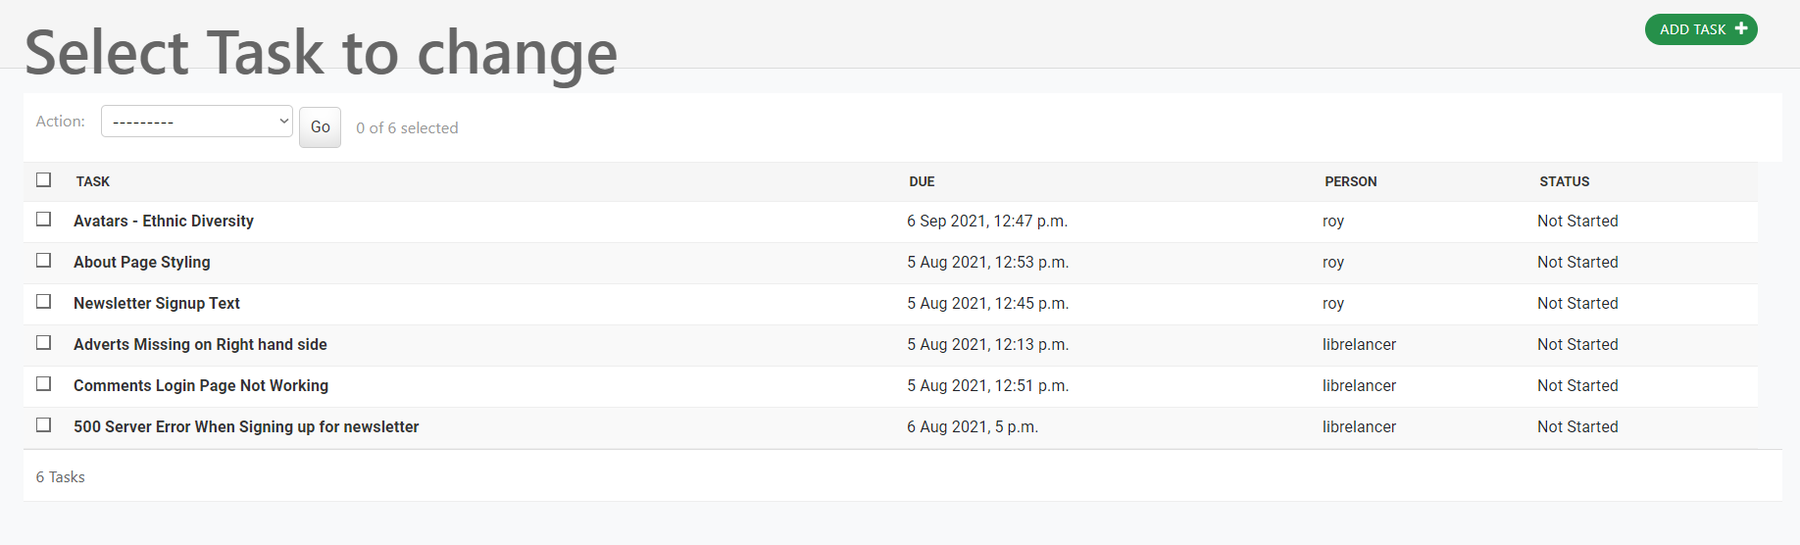 Select Task to change
ADD TASK +
Action: --------- Go 0 of 6 selected
TASK DUE PERSON STATUS
Avatars - Ethnic Diversity 6 Sep 2021, 12:47 p.m. roy Not Started
About Page Styling 5 Aug 2021, 12:53 p.m. roy Not Started
Newsletter Signup Text 5 Aug 2021, 12:45 p.m. roy Not Started
Adverts Missing on Right hand side 5 Aug 2021, 12:13 p.m. librelancer Not Started
Comments Login Page Not Working 5 Aug 2021, 12:51 p.m. librelancer Not Started
500 Server Error When Signing up for newsletter 6 Aug 2021, 5 p.m. librelancer Not Started
6 Tasks